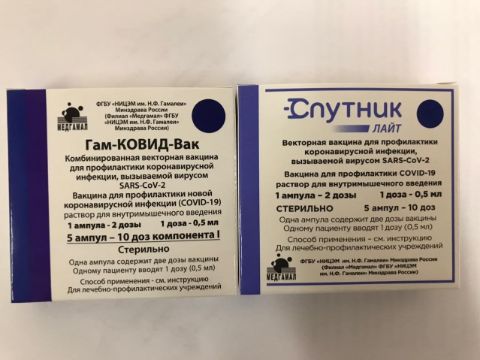 ФГБУ «НИЦЭМ им. Н.Ф. Гамалеи»
Минздрава России
(Филиал «Медгамал» ФГБУ
«НИЦЭМ им. Н.Ф. Гамалеи»
Минздрава России)
МЕДГАМАЛ
Гам-КОВИД-Вак
Комбинированная векторная вакцина
для профилактики коронавирусной
инфекции, вызываемой вирусом
SARS-CoV-2
Вакцина для профилактики новой
коронавирусной инфекции (COVID-19)
раствор для внутримышечного введения
1 ампула - 2 дозы 1 доза - 0,5 мл
5 ампул – 10 доз компонента I
Стерильно
Одна ампула содержит две дозы вакцины
Одному пациенту вводят 1 дозу (0,5 мл)
Способ применения - см. инструкцию
Для лечебно-профилактических учреждений
Спутник
ЛАЙТ
Векторная вакцина для профилактики
коронавирусной инфекции,
вызываемой вирусом SARS-CoV-2
Вакцина для профилактики COVID-19
раствор для внутримышечного введения
1 ампула - 2 дозы 1 доза - 0,5 мл
СТЕРИЛЬНО 5 ампул – 10 доз
Одна ампула содержит две дозы вакцины
Одному пациенту вводят 1 дозу (0,5 мл)
Способ применения – см. инструкцию
Для лечебно-профилактических учреждений
МЕДГАМАЛ
ФГБУ «НИЦЭМ им. Н.Ф. Гамалеи» Минздрава России
(Филиал «Медгамал» ФГБУ «НИЦЭМ
им. Н.Ф. Гамалеи» Минздрава России)